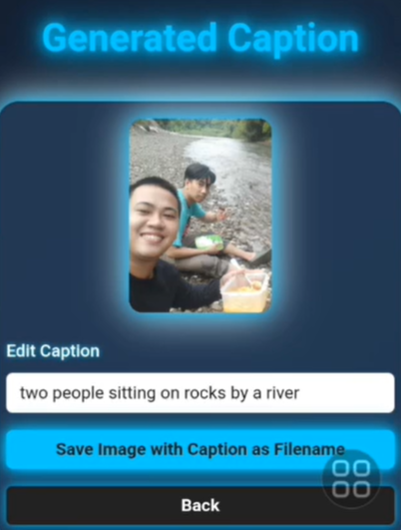 Generated Caption
Edit Caption
two people sitting on rocks by a river
Save Image with Caption as Filename
Back